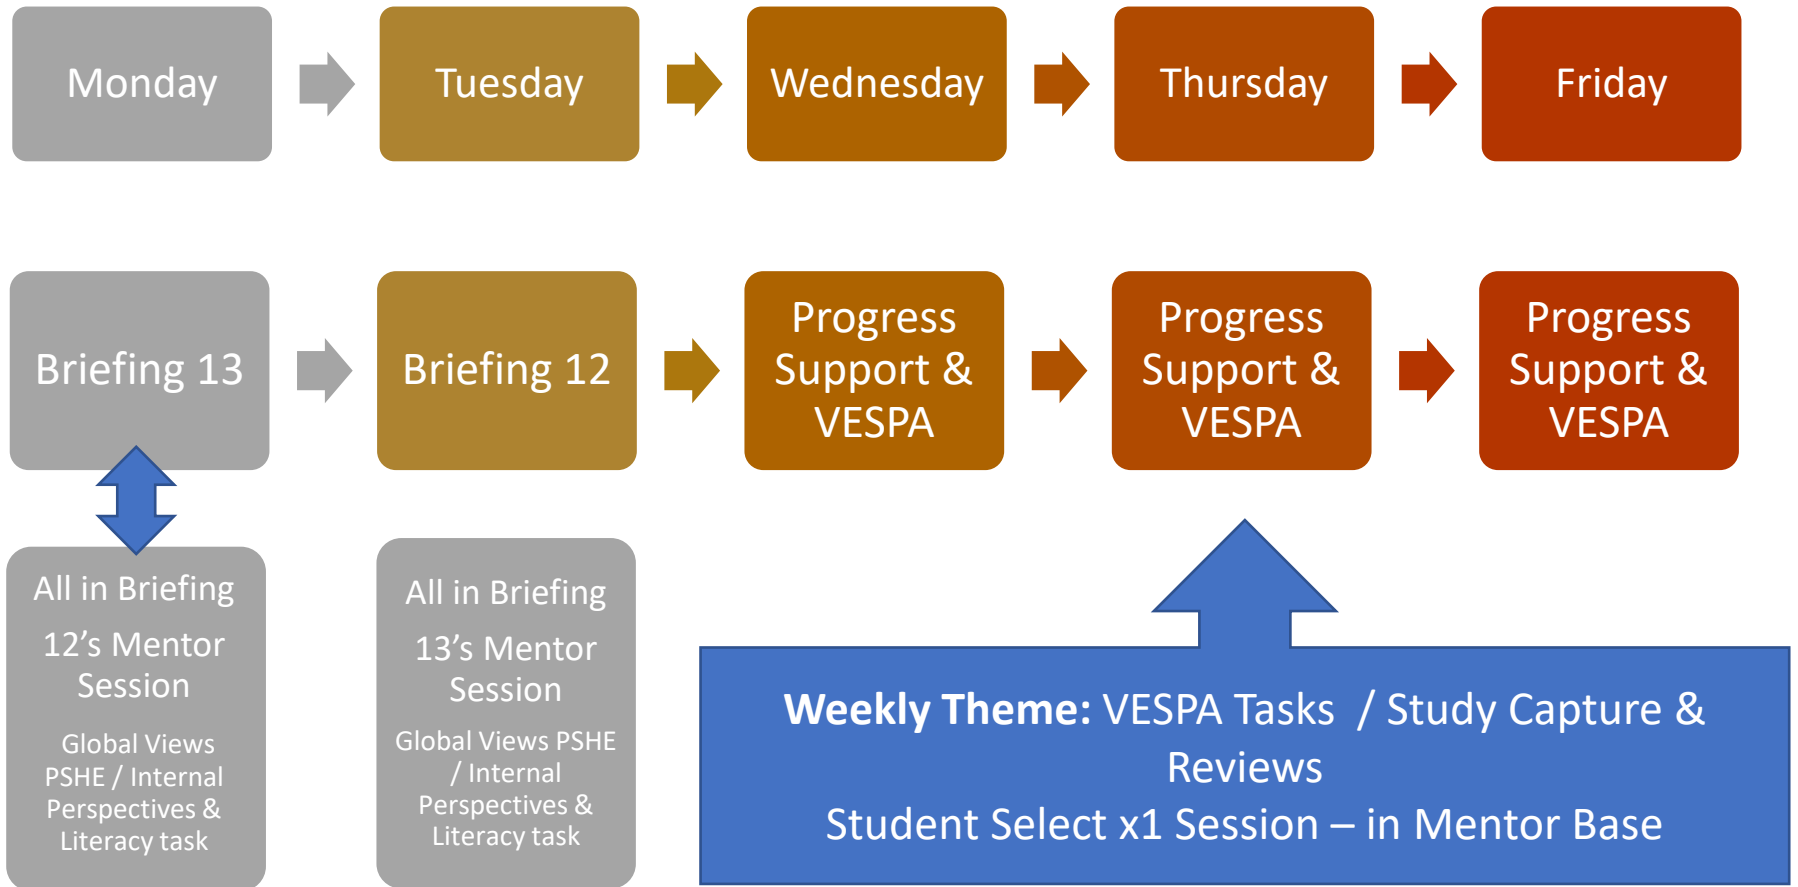 Monday
Tuesday
Wednesday
Thursday
Friday
Briefing 13
Briefing 12
Progress
Support &
VESPA
Progress
Support &
VESPA
Progress
Support &
VESPA
All in Briefing
12’s Mentor
Session
Global Views
PSHE / Internal
Perspectives &
Literacy task
All in Briefing
13’s Mentor
Session
Global Views PSHE
/ Internal
Perspectives &
Literacy task
Weekly Theme: VESPA Tasks / Study Capture &
Reviews
Student Select x1 Session – in Mentor Base